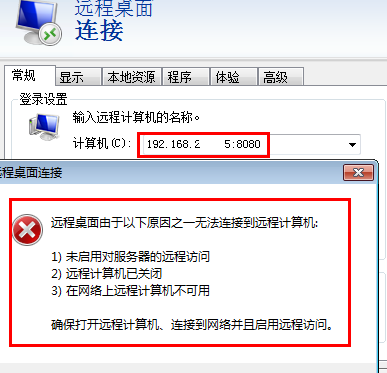 远程桌面
连接
常规 显示 本地资源 程序 体验 高级
登录设置
输入远程计算机的名称。
计算机(C): 192.168.2 5:8080
程桌面连接
远程桌面由于以下原因之一无法连接到远程计算机:
1) 未启用对服务器的远程访问
2) 远程计算机已关闭
3) 在网络上远程计算机不可用
确保打开远程计算机、连接到网络并且启用远程访问。